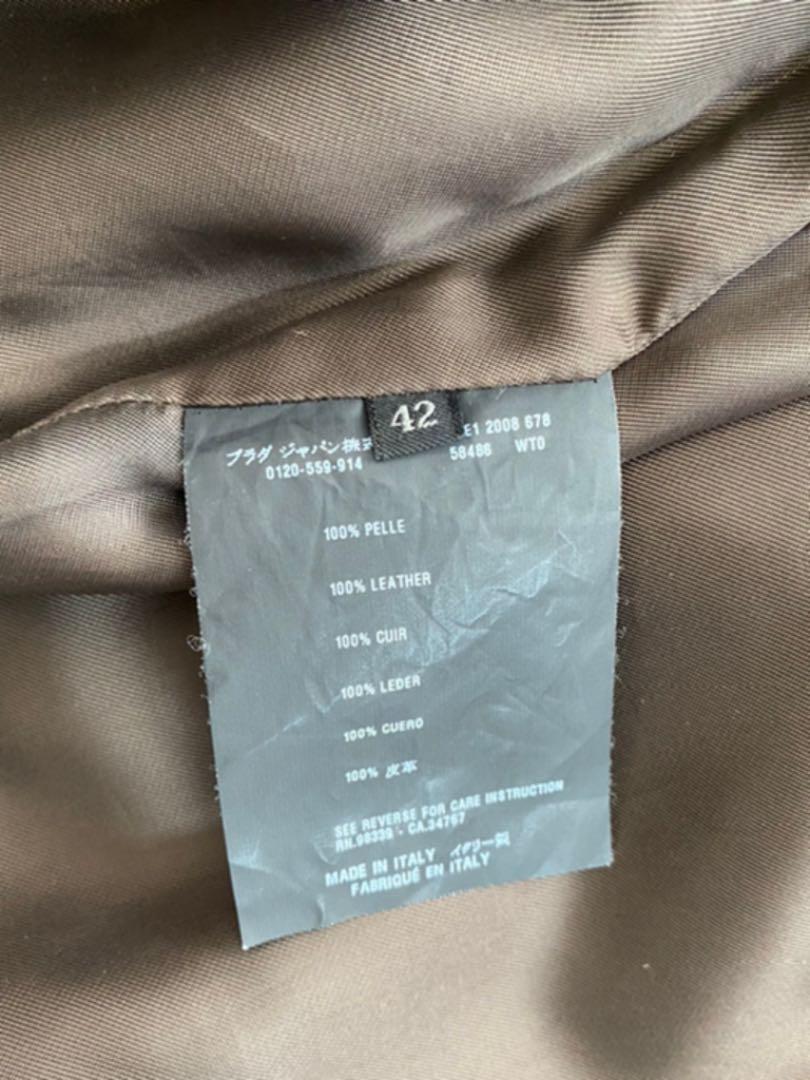 42
プラダ ジャパン株式
E1 2008 678
0120-559-914
58486 WT0
100% PELLE
100% LEATHER
100% CUIR
100% LEDER
100% CUERO
100% 皮革
SEE REVERSE FOR CARE INSTRUCTION
RN.98339 - CA.34767
MADE IN ITALY イタリー製
FABRIQUÉ EN ITALY